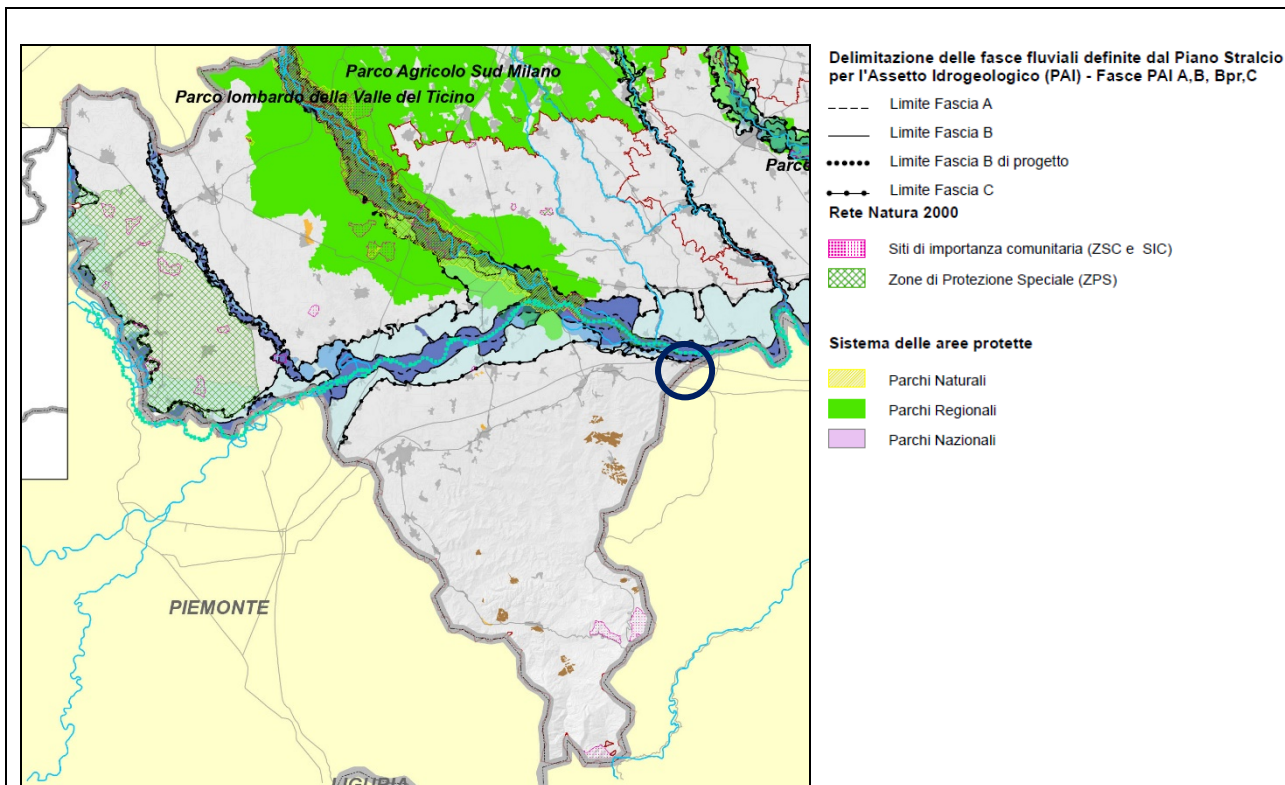 Parco Agricolo Sud Milano
Parco lombardo della Valle del Ticino
Parco
PIEMONTE
LIGURIA
Delimitazione delle fasce fluviali definite dal Piano Stralcio
per l'Assetto Idrogeologico (PAI) - Fasce PAI A,B, Bpr,C
Limite Fascia A
Limite Fascia B
Limite Fascia B di progetto
Limite Fascia C
Rete Natura 2000
Siti di importanza comunitaria (ZSC e SIC)
Zone di Protezione Speciale (ZPS)
Sistema delle aree protette
Parchi Naturali
Parchi Regionali
Parchi Nazionali